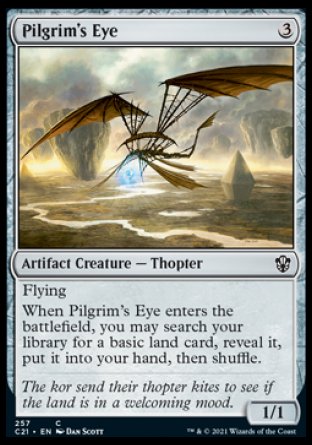 Pilgrim's Eye 3
Artifact Creature — Thopter
Flying
When Pilgrim's Eye enters the
battlefield, you may search your
library for a basic land card, reveal it,
put it into your hand, then shuffle.
The kor send their thopter kites to see if
the land is in a welcoming mood.
1/1
257 C
C21 • EN DAN SCOTT
™ & © 2021 Wizards of the Coast